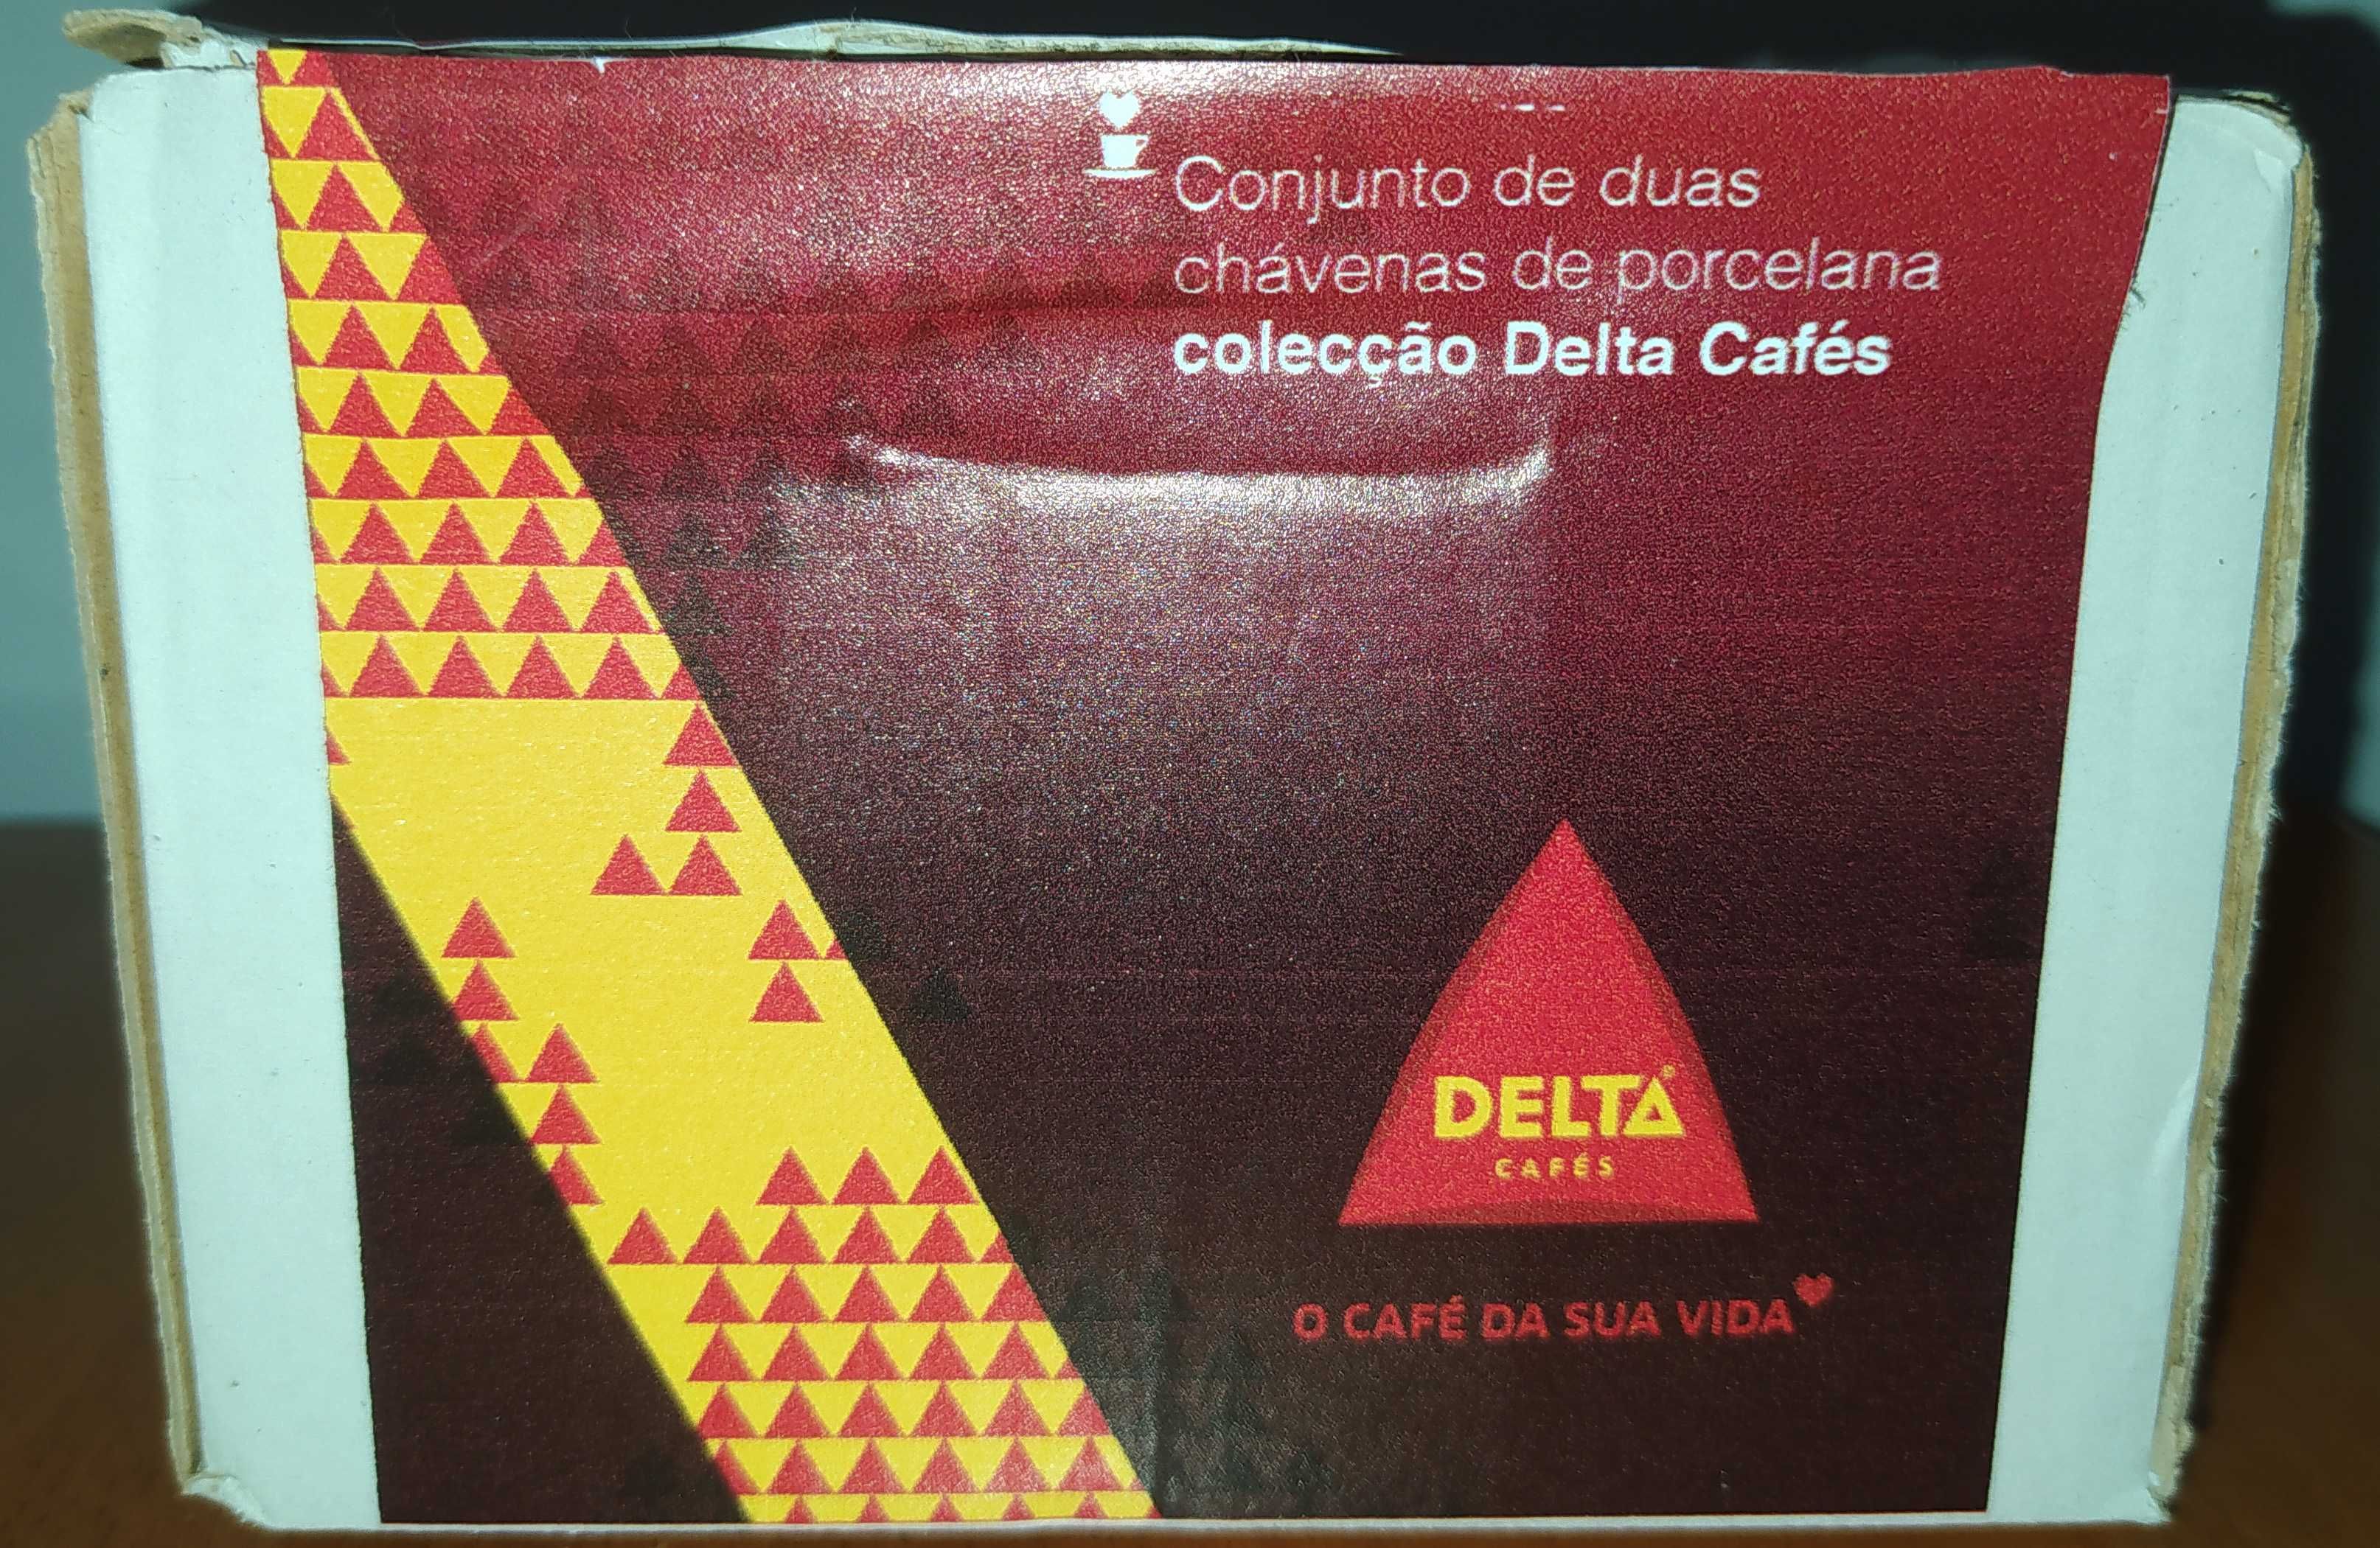 Conjunto de duas
chávenas de porcelana
colecção Delta Cafés
DELTA®
CAFÉS
O CAFÉ DA SUA VIDA